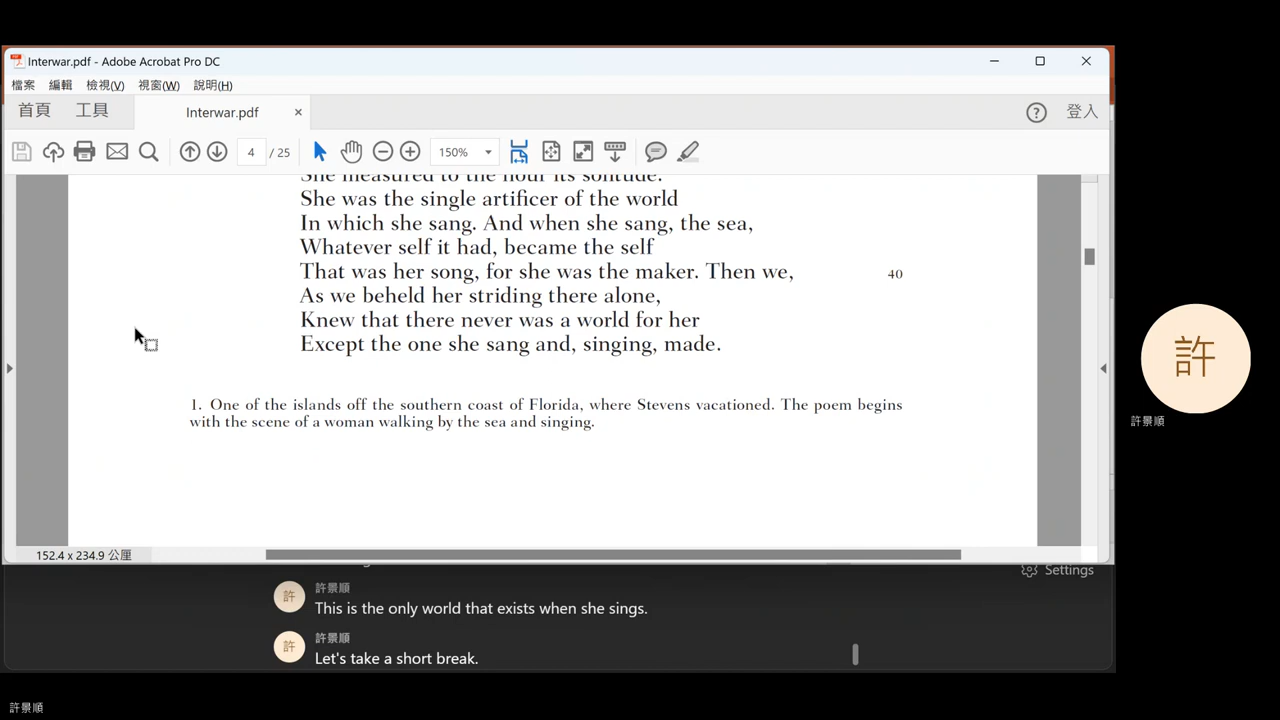 Interwar.pdf - Adobe Acrobat Pro DC
檔案 編輯 檢視(V) 視窗(W) 說明(H)
首頁 工具 Interwar.pdf × ? 登入
4 / 25 150%
She measured to the hour its solitude.
She was the single artificer of the world
In which she sang. And when she sang, the sea,
Whatever self it had, became the self
That was her song, for she was the maker. Then we, 40
As we beheld her striding there alone,
Knew that there never was a world for her
Except the one she sang and, singing, made.
1. One of the islands off the southern coast of Florida, where Stevens vacationed. The poem begins
with the scene of a woman walking by the sea and singing.
152.4 x 234.9 公厘
Settings
許 許景順
This is the only world that exists when she sings.
許 許景順
Let's take a short break.
許
許景順
許景順